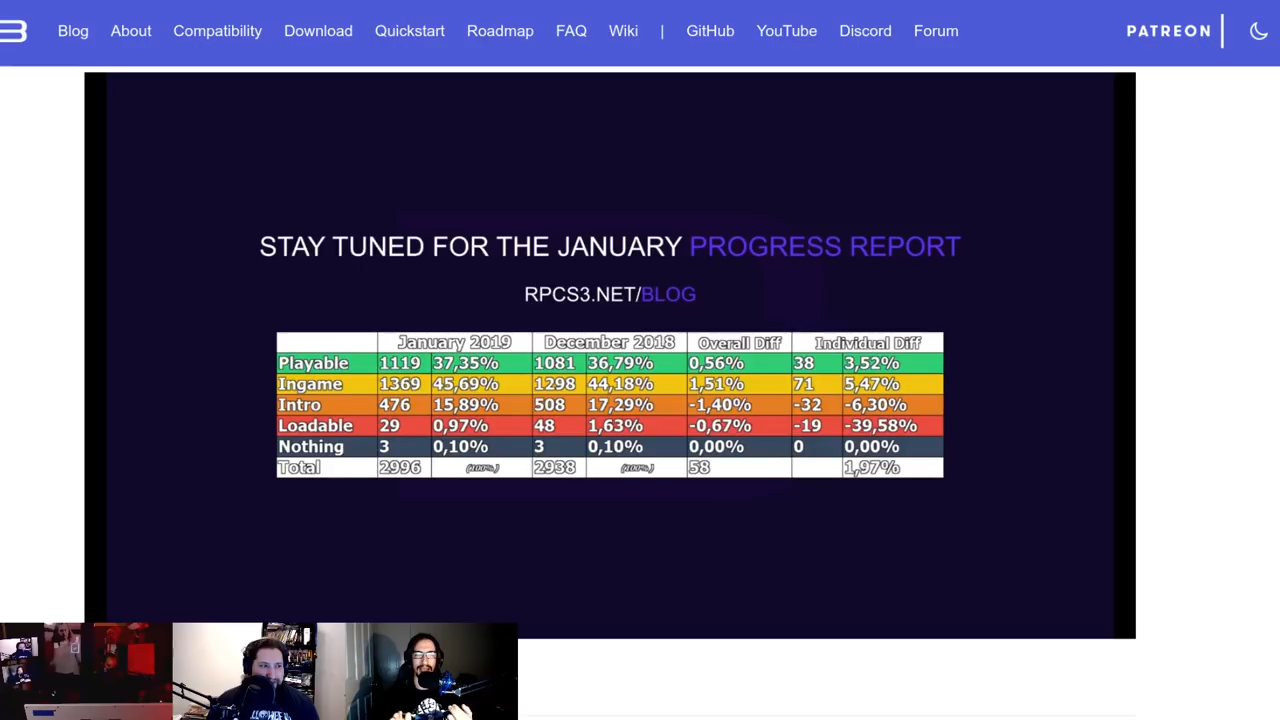 Blog About Compatibility Download Quickstart Roadmap FAQ Wiki | GitHub YouTube Discord Forum PATREON
STAY TUNED FOR THE JANUARY PROGRESS REPORT
RPCS3.NET/BLOG
January 2019 December 2018 Overall Diff Individual Diff
Playable 1119 37,35% 1081 36,79% 0,56% 38 3,52%
Ingame 1369 45,69% 1298 44,18% 1,51% 71 5,47%
Intro 476 15,89% 508 17,29% -1,40% -32 -6,30%
Loadable 29 0,97% 48 1,63% -0,67% -19 -39,58%
Nothing 3 0,10% 3 0,10% 0,00% 0 0,00%
Total 2996 (100%) 2938 (100%) 58 1,97%